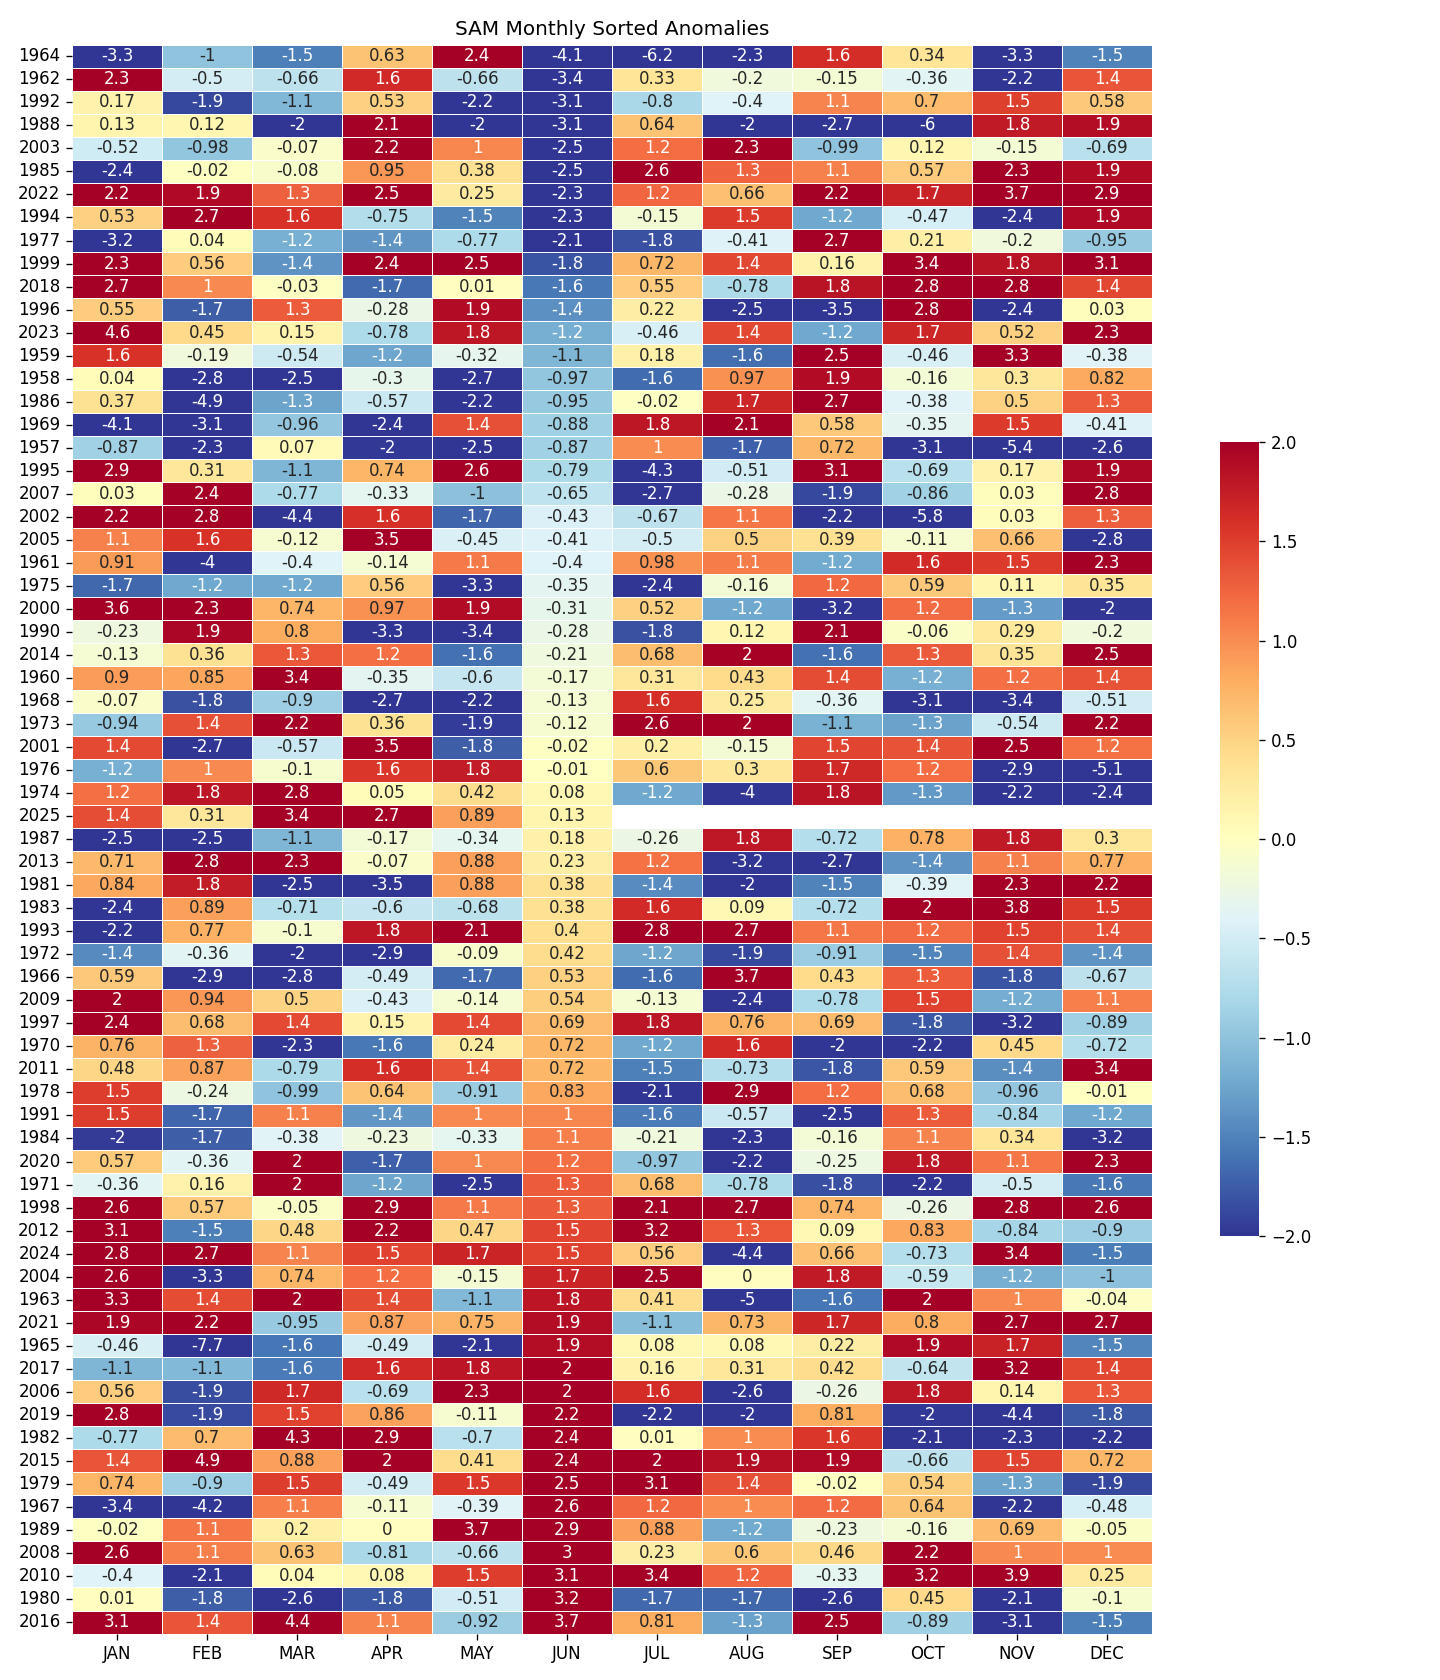 SAM Monthly Sorted Anomalies
1964 -3.3 -1 -1.5 0.63 2.4 -4.1 -6.2 -2.3 1.6 0.34 -3.3 -1.5
1962 2.3 -0.5 -0.66 1.6 -0.66 -3.4 0.33 -0.2 -0.15 -0.36 -2.2 1.4
1992 0.17 -1.9 -1.1 0.53 -2.2 -3.1 -0.8 -0.4 1.1 0.7 1.5 0.58
1988 0.13 0.12 -2 2.1 -2 -3.1 0.64 -2 -2.7 -6 1.8 1.9
2003 -0.52 -0.98 -0.07 2.2 1 -2.5 1.2 2.3 -0.99 0.12 -0.15 -0.69
1985 -2.4 -0.02 -0.08 0.95 0.38 -2.5 2.6 1.3 1.1 0.57 2.3 1.9
2022 2.2 1.9 1.3 2.5 0.25 -2.3 1.2 0.66 2.2 1.7 3.7 2.9
1994 0.53 2.7 1.6 -0.75 -1.5 -2.3 -0.15 1.5 -1.2 -0.47 -2.4 1.9
1977 -3.2 0.04 -1.2 -1.4 -0.77 -2.1 -1.8 -0.41 2.7 0.21 -0.2 -0.95
1999 2.3 0.56 -1.4 2.4 2.5 -1.8 0.72 1.4 0.16 3.4 1.8 3.1
2018 2.7 1 -0.03 -1.7 0.01 -1.6 0.55 -0.78 1.8 2.8 2.8 1.4
1996 0.55 -1.7 1.3 -0.28 1.9 -1.4 0.22 -2.5 -3.5 2.8 -2.4 0.03
2023 4.6 0.45 0.15 -0.78 1.8 -1.2 -0.46 1.4 -1.2 1.7 0.52 2.3
1959 1.6 -0.19 -0.54 -1.2 -0.32 -1.1 0.18 -1.6 2.5 -0.46 3.3 -0.38
1958 0.04 -2.8 -2.5 -0.3 -2.7 -0.97 -1.6 0.97 1.9 -0.16 0.3 0.82
1986 0.37 -4.9 -1.3 -0.57 -2.2 -0.95 -0.02 1.7 2.7 -0.38 0.5 1.3
1969 -4.1 -3.1 -0.96 -2.4 1.4 -0.88 1.8 2.1 0.58 -0.35 1.5 -0.41
1957 -0.87 -2.3 0.07 -2 -2.5 -0.87 1 -1.7 0.72 -3.1 -5.4 -2.6
1995 2.9 0.31 -1.1 0.74 2.6 -0.79 -4.3 -0.51 3.1 -0.69 0.17 1.9
2007 0.03 2.4 -0.77 -0.33 -1 -0.65 -2.7 -0.28 -1.9 -0.86 0.03 2.8
2002 2.2 2.8 -4.4 1.6 -1.7 -0.43 -0.67 1.1 -2.2 -5.8 0.03 1.3
2005 1.1 1.6 -0.12 3.5 -0.45 -0.41 -0.5 0.5 0.39 -0.11 0.66 -2.8
1961 0.91 -4 -0.4 -0.14 1.1 -0.4 0.98 1.1 -1.2 1.6 1.5 2.3
1975 -1.7 -1.2 -1.2 0.56 -3.3 -0.35 -2.4 -0.16 1.2 0.59 0.11 0.35
2000 3.6 2.3 0.74 0.97 1.9 -0.31 0.52 -1.2 -3.2 1.2 -1.3 -2
1990 -0.23 1.9 0.8 -3.3 -3.4 -0.28 -1.8 0.12 2.1 -0.06 0.29 -0.2
2014 -0.13 0.36 1.3 1.2 -1.6 -0.21 0.68 2 -1.6 1.3 0.35 2.5
1960 0.9 0.85 3.4 -0.35 -0.6 -0.17 0.31 0.43 1.4 -1.2 1.2 1.4
1968 -0.07 -1.8 -0.9 -2.7 -2.2 -0.13 1.6 0.25 -0.36 -3.1 -3.4 -0.51
1973 -0.94 1.4 2.2 0.36 -1.9 -0.12 2.6 2 -1.1 -1.3 -0.54 2.2
2001 1.4 -2.7 -0.57 3.5 -1.8 -0.02 0.2 -0.15 1.5 1.4 2.5 1.2
1976 -1.2 1 -0.1 1.6 1.8 -0.01 0.6 0.3 1.7 1.2 -2.9 -5.1
1974 1.2 1.8 2.8 0.05 0.42 0.08 -1.2 -4 1.8 -1.3 -2.2 -2.4
2025 1.4 0.31 3.4 2.7 0.89 0.13
1987 -2.5 -2.5 -1.1 -0.17 -0.34 0.18 -0.26 1.8 -0.72 0.78 1.8 0.3
2013 0.71 2.8 2.3 -0.07 0.88 0.23 1.2 -3.2 -2.7 -1.4 1.1 0.77
1981 0.84 1.8 -2.5 -3.5 0.88 0.38 -1.4 -2 -1.5 -0.39 2.3 2.2
1983 -2.4 0.89 -0.71 -0.6 -0.68 0.38 1.6 0.09 -0.72 2 3.8 1.5
1993 -2.2 0.77 -0.1 1.8 2.1 0.4 2.8 2.7 1.1 1.2 1.5 1.4
1972 -1.4 -0.36 -2 -2.9 -0.09 0.42 -1.2 -1.9 -0.91 -1.5 1.4 -1.4
1966 0.59 -2.9 -2.8 -0.49 -1.7 0.53 -1.6 3.7 0.43 1.3 -1.8 -0.67
2009 2 0.94 0.5 -0.43 -0.14 0.54 -0.13 -2.4 -0.78 1.5 -1.2 1.1
1997 2.4 0.68 1.4 0.15 1.4 0.69 1.8 0.76 0.69 -1.8 -3.2 -0.89
1970 0.76 1.3 -2.3 -1.6 0.24 0.72 -1.2 1.6 -2 -2.2 0.45 -0.72
2011 0.48 0.87 -0.79 1.6 1.4 0.72 -1.5 -0.73 -1.8 0.59 -1.4 3.4
1978 1.5 -0.24 -0.99 0.64 -0.91 0.83 -2.1 2.9 1.2 0.68 -0.96 -0.01
1991 1.5 -1.7 1.1 -1.4 1 1 -1.6 -0.57 -2.5 1.3 -0.84 -1.2
1984 -2 -1.7 -0.38 -0.23 -0.33 1.1 -0.21 -2.3 -0.16 1.1 0.34 -3.2
2020 0.57 -0.36 2 -1.7 1 1.2 -0.97 -2.2 -0.25 1.8 1.1 2.3
1971 -0.36 0.16 2 -1.2 -2.5 1.3 0.68 -0.78 -1.8 -2.2 -0.5 -1.6
1998 2.6 0.57 -0.05 2.9 1.1 1.3 2.1 2.7 0.74 -0.26 2.8 2.6
2012 3.1 -1.5 0.48 2.2 0.47 1.5 3.2 1.3 0.09 0.83 -0.84 -0.9
2024 2.8 2.7 1.1 1.5 1.7 1.5 0.56 -4.4 0.66 -0.73 3.4 -1.5
2004 2.6 -3.3 0.74 1.2 -0.15 1.7 2.5 0 1.8 -0.59 -1.2 -1
1963 3.3 1.4 2 1.4 -1.1 1.8 0.41 -5 -1.6 2 1 -0.04
2021 1.9 2.2 -0.95 0.87 0.75 1.9 -1.1 0.73 1.7 0.8 2.7 2.7
1965 -0.46 -7.7 -1.6 -0.49 -2.1 1.9 0.08 0.08 0.22 1.9 1.7 -1.5
2017 -1.1 -1.1 -1.6 1.6 1.8 2 0.16 0.31 0.42 -0.64 3.2 1.4
2006 0.56 -1.9 1.7 -0.69 2.3 2 1.6 -2.6 -0.26 1.8 0.14 1.3
2019 2.8 -1.9 1.5 0.86 -0.11 2.2 -2.2 -2 0.81 -2 -4.4 -1.8
1982 -0.77 0.7 4.3 2.9 -0.7 2.4 0.01 1 1.6 -2.1 -2.3 -2.2
2015 1.4 4.9 0.88 2 0.41 2.4 2 1.9 1.9 -0.66 1.5 0.72
1979 0.74 -0.9 1.5 -0.49 1.5 2.5 3.1 1.4 -0.02 0.54 -1.3 -1.9
1967 -3.4 -4.2 1.1 -0.11 -0.39 2.6 1.2 1 1.2 0.64 -2.2 -0.48
1989 -0.02 1.1 0.2 0 3.7 2.9 0.88 -1.2 -0.23 -0.16 0.69 -0.05
2008 2.6 1.1 0.63 -0.81 -0.66 3 0.23 0.6 0.46 2.2 1 1
2010 -0.4 -2.1 0.04 0.08 1.5 3.1 3.4 1.2 -0.33 3.2 3.9 0.25
1980 0.01 -1.8 -2.6 -1.8 -0.51 3.2 -1.7 -1.7 -2.6 0.45 -2.1 -0.1
2016 3.1 1.4 4.4 1.1 -0.92 3.7 0.81 -1.3 2.5 -0.89 -3.1 -1.5
JAN FEB MAR APR MAY JUN JUL AUG SEP OCT NOV DEC
2.0
1.5
1.0
0.5
0.0
−0.5
−1.0
−1.5
−2.0